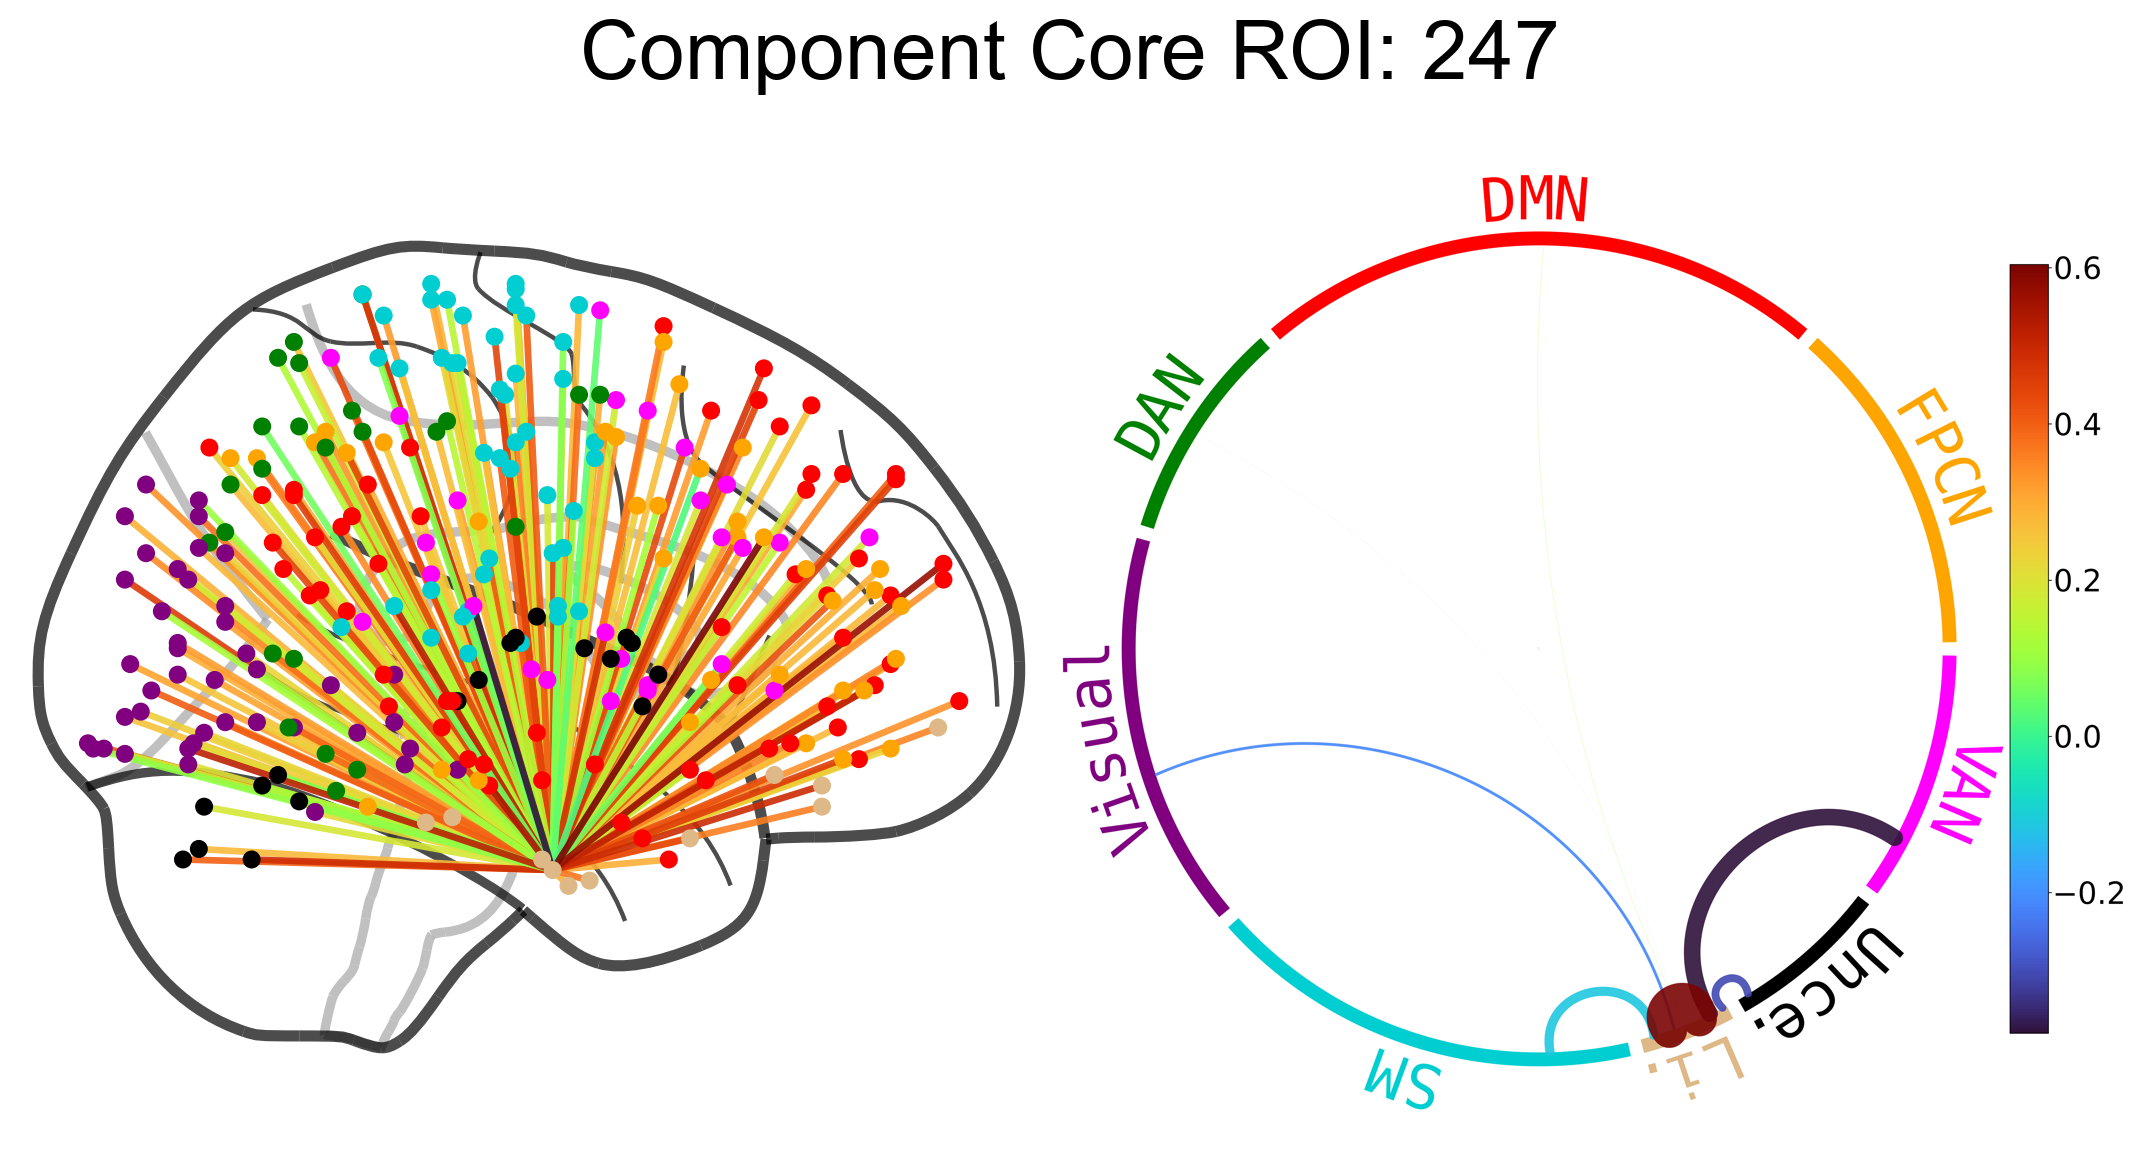 Component Core ROI: 247
DMN
DAN
FPCN
Visual
VAN
SM
Li.
Unce.
0.6
0.4
0.2
0.0
−0.2